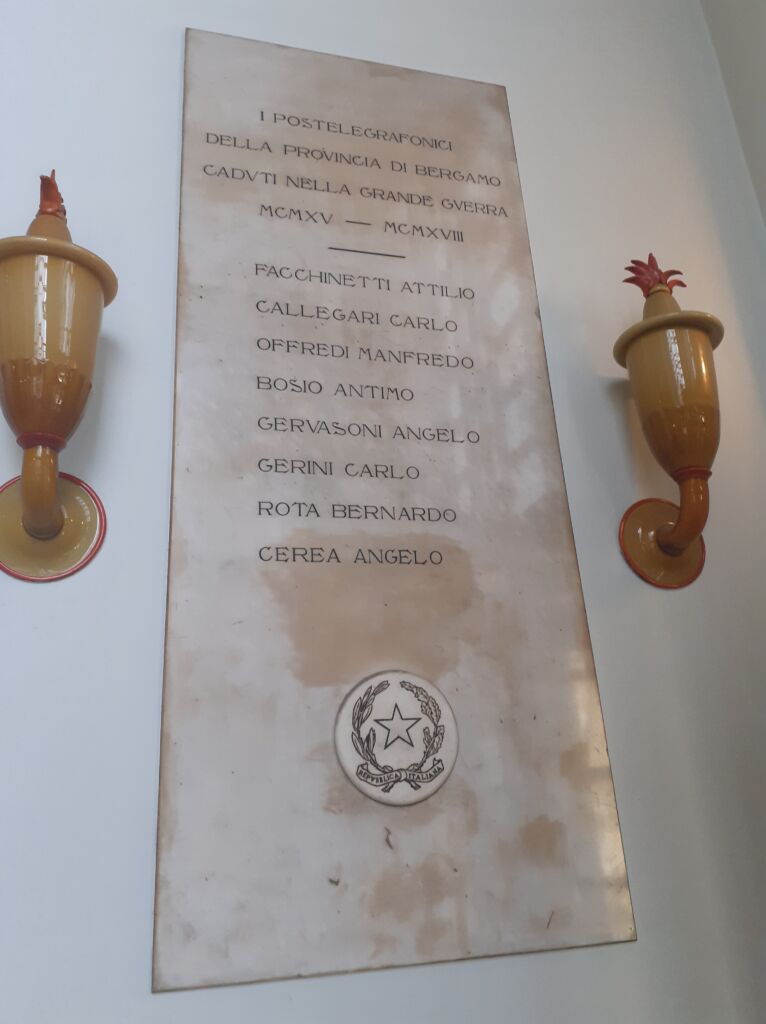 I POSTELEGRAFONICI
DELLA PROVINCIA DI BERGAMO
CADVTI NELLA GRANDE GVERRA
MCMXV — MCMXVIII
FACCHINETTI ATTILIO
CALLEGARI CARLO
OFFREDI MANFREDO
BOSIO ANTIMO
GERVASONI ANGELO
GERINI CARLO
ROTA BERNARDO
CEREA ANGELO
REPVBBLICA ITALIANA